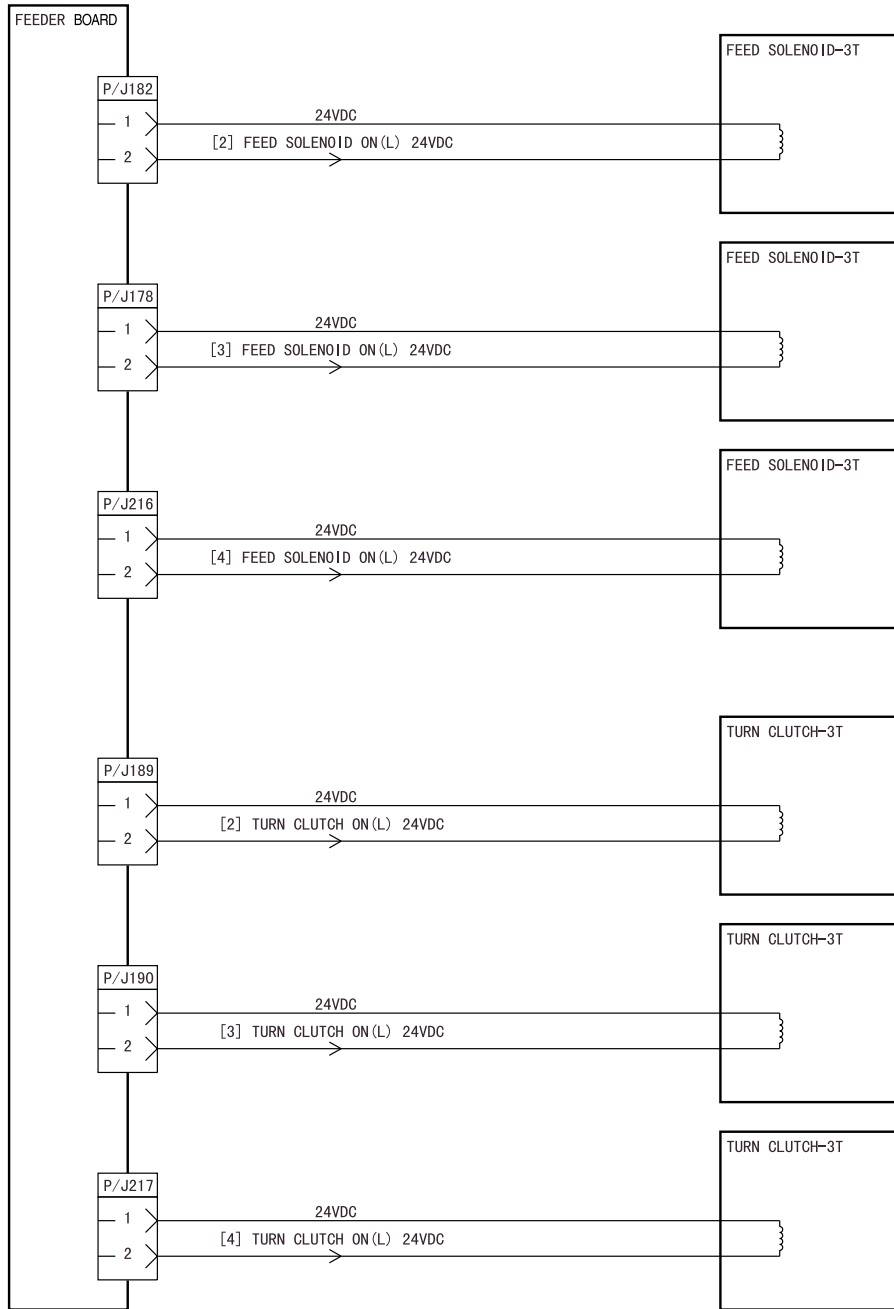 FEEDER BOARD
FEED SOLENOID-3T
P/J182
24VDC
1
[2] FEED SOLENOID ON(L) 24VDC
2
FEED SOLENOID-3T
P/J178
24VDC
1
[3] FEED SOLENOID ON(L) 24VDC
2
FEED SOLENOID-3T
P/J216
24VDC
1
[4] FEED SOLENOID ON(L) 24VDC
2
TURN CLUTCH-3T
P/J189
24VDC
1
[2] TURN CLUTCH ON(L) 24VDC
2
TURN CLUTCH-3T
P/J190
24VDC
1
[3] TURN CLUTCH ON(L) 24VDC
2
TURN CLUTCH-3T
P/J217
24VDC
1
[4] TURN CLUTCH ON(L) 24VDC
2